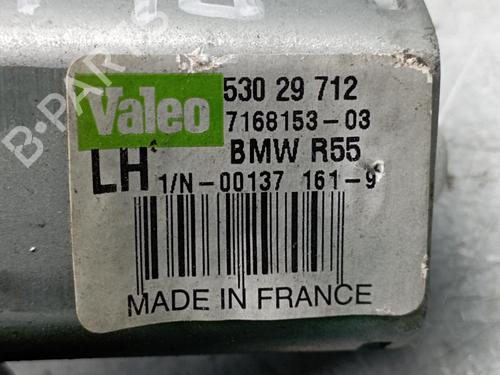 B-PARTS
Valeo 530 29 712
7168153-03
LH BMW R55
1/N-00137 161-9
MADE IN FRANCE